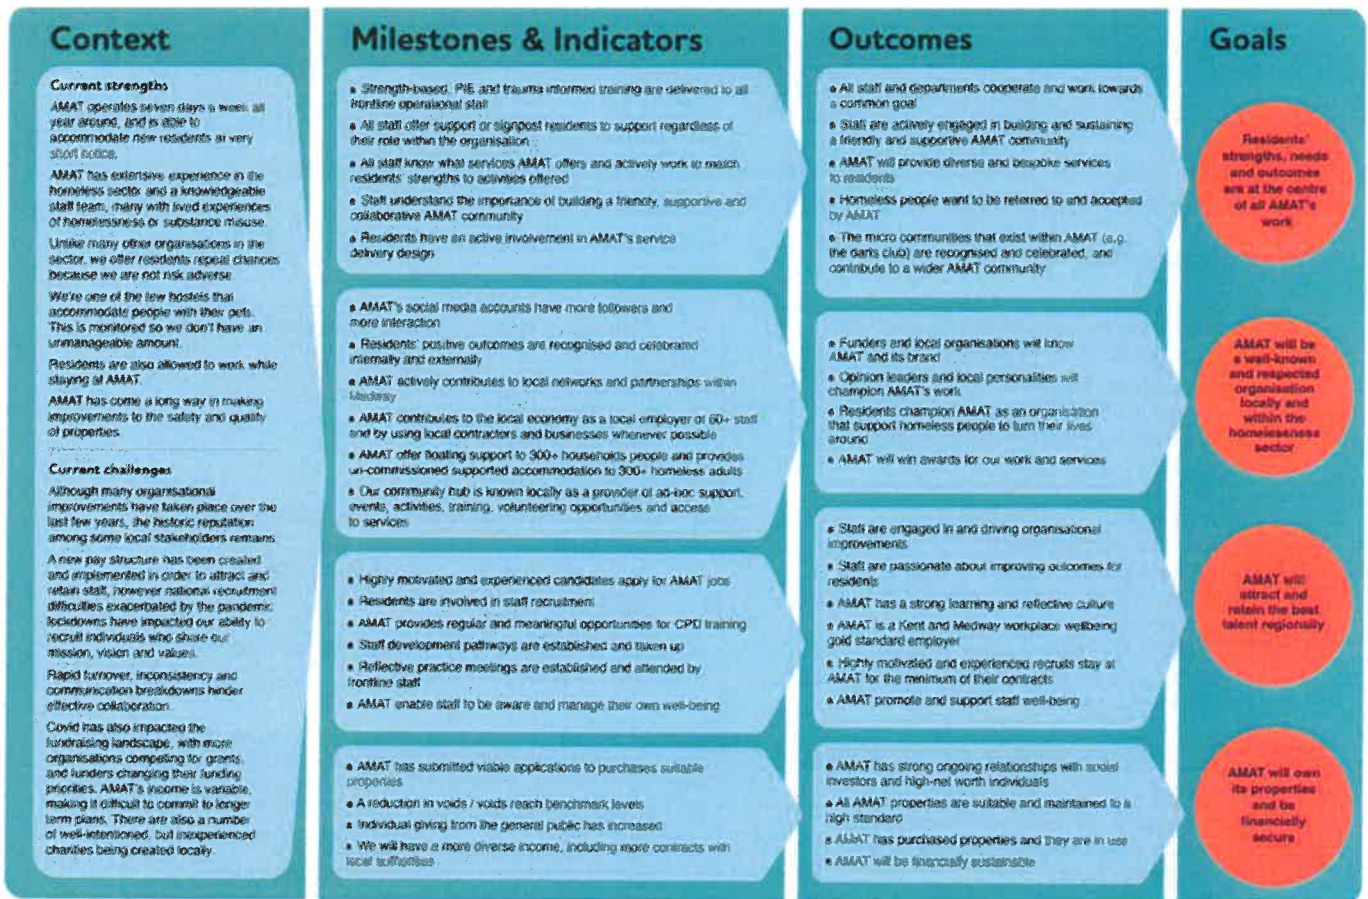 Context
Current strengths
AMAT operates seven days a week all
year around, and is able to
accommodate new residents at very
short notice.
AMAT has extensive experience in the
homeless sector and a knowledgeable
staff team, many with lived experiences
of homelessness or substance misuse.
Unlike many other organisations in the
sector, we offer residents repeat chances
because we are not risk adverse.
We're one of the few hostels that
accommodate people with their pets.
This is monitored so we don't have an
unmanageable amount.
Residents are also allowed to work while
staying at AMAT.
AMAT has come a long way in making
improvements to the safety and quality
of properties
Current challenges
Although many organisational
improvements have taken place over the
last few years, the historic reputation
among some local stakeholders remains
A new pay structure has been created
and implemented in order to attract and
retain staff, however national recruitment
difficulties exacerbated by the pandemic
lockdowns have impacted our ability to
recruit individuals who share our
mission, vision and values.
Rapid turnover, inconsistency and
communication breakdowns hinder
effective collaboration.
Covid has also impacted the
fundraising landscape, with more
organisations competing for grants,
and funders changing their funding
priorities. AMAT's income is variable,
making it difficult to commit to longer
term plans. There are also a number
of well-intentioned, but inexperienced
charities being created locally.
Milestones & Indicators
• Strength-based, PIE and trauma informed training are delivered to all
frontline operational staff
• All staff offer support or signpost residents to support regardless of
their role within the organisation
• All staff know what services AMAT offers and actively work to match
residents' strengths to activities offered
• Staff understand the importance of building a friendly, supportive and
collaborative AMAT community
• Residents have an active involvement in AMAT's service
delivery design
• AMAT's social media accounts have more followers and
more interaction
• Residents' positive outcomes are recognised and celebrated
internally and externally
• AMAT actively contributes to local networks and partnerships within
Medway
• AMAT contributes to the local economy as a local employer of 60+ staff
and by using local contractors and businesses whenever possible
• AMAT offer floating support to 300+ households people and provides
un-commissioned supported accommodation to 300+ homeless adults
• Our community hub is known locally as a provider of ad-hoc support,
events, activities, training, volunteering opportunities and access
to services
• Highly motivated and experienced candidates apply for AMAT jobs
• Residents are involved in staff recruitment
• AMAT provides regular and meaningful opportunities for CPD training
• Staff development pathways are established and taken up
• Reflective practice meetings are established and attended by
frontline staff
• AMAT enable staff to be aware and manage their own well-being
• AMAT has submitted viable applications to purchases suitable
properties
• A reduction in voids / voids reach benchmark levels
• Individual giving from the general public has increased
• We will have a more diverse income, including more contracts with
local authorities
Outcomes
• All staff and departments cooperate and work towards
a common goal
• Staff are actively engaged in building and sustaining
a friendly and supportive AMAT community
• AMAT will provide diverse and bespoke services
to residents
• Homeless people want to be referred to and accepted
by AMAT
• The micro communities that exist within AMAT (e.g.
the darts club) are recognised and celebrated, and
contribute to a wider AMAT community
• Funders and local organisations will know
AMAT and its brand
• Opinion leaders and local personalities will
champion AMAT's work
• Residents champion AMAT as an organisation
that support homeless people to turn their lives
around
• AMAT will win awards for our work and services
• Staff are engaged in and driving organisational
improvements
• Staff are passionate about improving outcomes for
residents
• AMAT has a strong learning and reflective culture
• AMAT is a Kent and Medway workplace wellbeing
gold standard employer
• Highly motivated and experienced recruits stay at
AMAT for the minimum of their contracts
• AMAT promote and support staff well-being
• AMAT has strong ongoing relationships with social
investors and high-net worth individuals
• All AMAT properties are suitable and maintained to a
high standard
• AMAT has purchased properties and they are in use
• AMAT will be financially sustainable
Goals
Residents'
strengths, needs
and outcomes
are at the centre
of all AMAT's
work
AMAT will be
a well-known
and respected
organisation
locally and
within the
homelessness
sector
AMAT will
attract and
retain the best
talent regionally
AMAT will own
its properties
and be
financially
secure